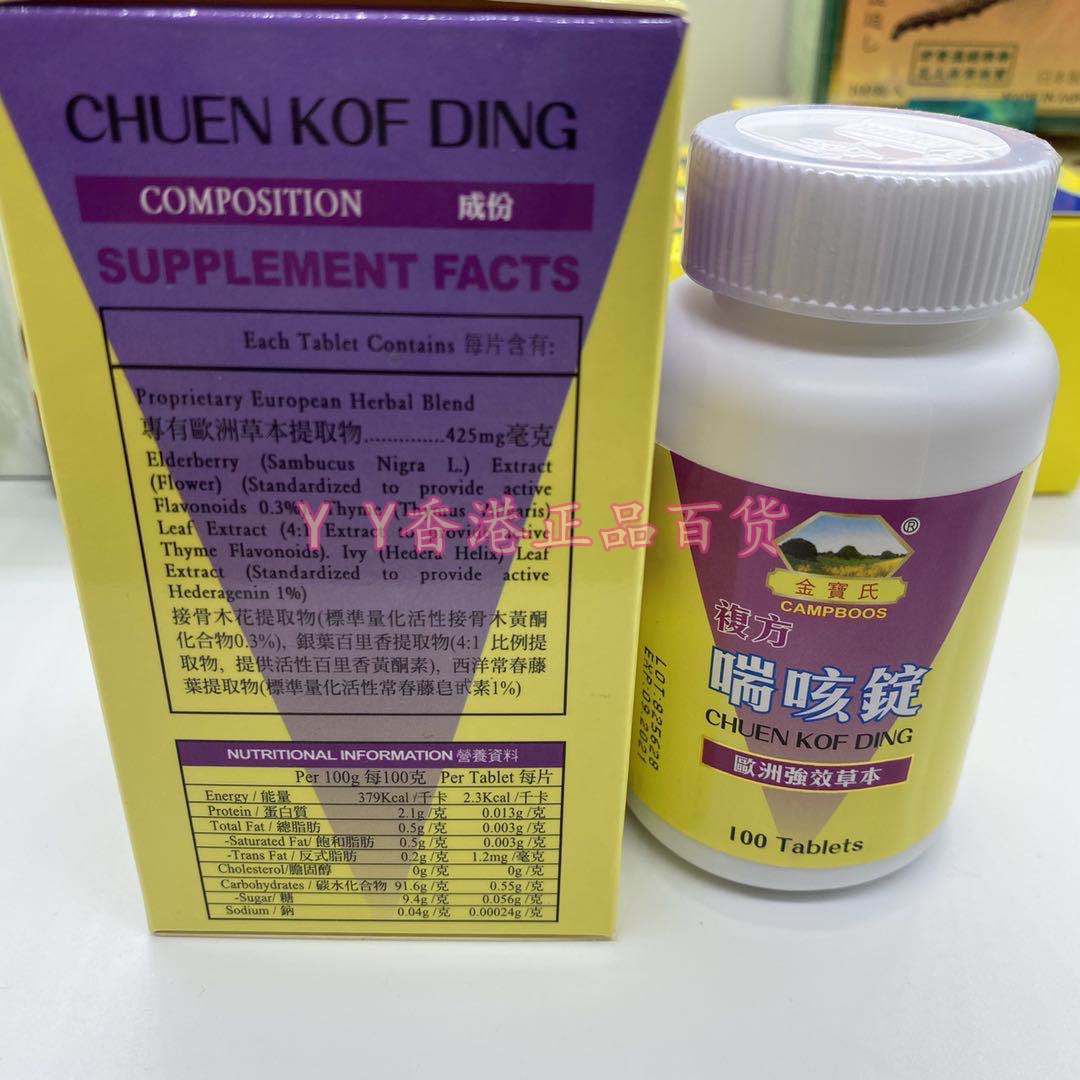 CHUEN KOF DING
COMPOSITION 成份
SUPPLEMENT FACTS
Each Tablet Contains 每片含有:
Proprietary European Herbal Blend
專有歐洲草本提取物..............425mg毫克
Elderberry (Sambucus Nigra L.) Extract
(Flower) (Standardized to provide active
Flavonoids 0.3%
Leaf Extract (4:1 Extract
Thyme Flavonoids). Ivy (Hedera Helix) Leaf
Extract (Standardized to provide active
Hederagenin 1%)
接骨木花提取物(標準量化活性接骨木黃酮
化合物0.3%), 銀葉百里香提取物(4:1 比例提
取物, 提供活性百里香黃酮素), 西洋常春藤
葉提取物(標準量化活性常春藤皂甙素1%)
NUTRITIONAL INFORMATION 營養資料
Per 100g 每100克 Per Tablet 每片
Energy / 能量 379Kcal /千卡 2.3Kcal /千卡
Protein / 蛋白質 2.1g /克 0.013g /克
Total Fat / 總脂肪 0.5g /克 0.003g /克
-Saturated Fat/ 飽和脂肪 0.5g /克 0.003g /克
-Trans Fat / 反式脂肪 0.2g /克 1.2mg /毫克
Cholesterol/膽固醇 0g /克 0g /克
Carbohydrates / 碳水化合物 91.6g /克 0.55g /克
-Sugar/ 糖 9.4g /克 0.056g /克
Sodium / 鈉 0.04g /克 0.00024g /克
YY香港正品百货
®
金寶氏
CAMPBOOS
複方
喘咳錠
CHUEN KOF DING
歐洲強效草本
100 Tablets
LOT:825628
EXP:09.2021